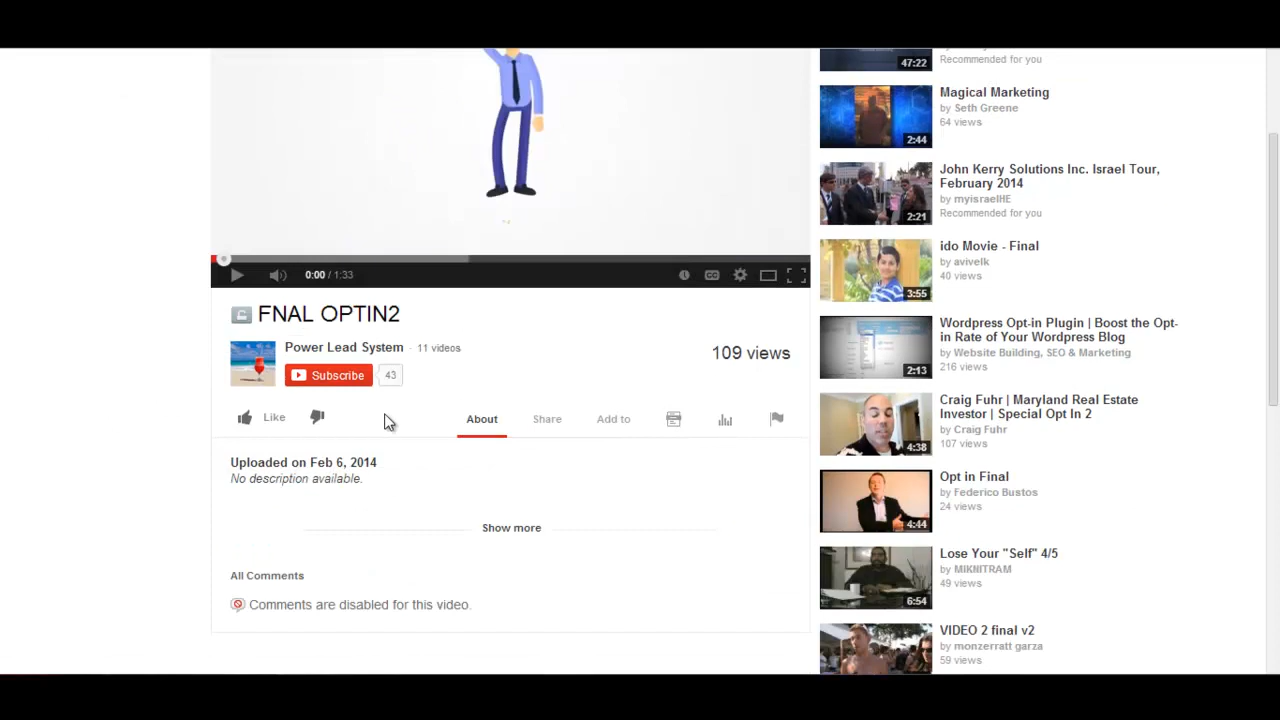 0:00 / 1:33
FNAL OPTIN2
Power Lead System · 11 videos
109 views
Subscribe 43
Like
About Share Add to
Uploaded on Feb 6, 2014
No description available.
Show more
All Comments
Comments are disabled for this video.
47:22
Recommended for you
Magical Marketing
by Seth Greene
64 views
2:44
John Kerry Solutions Inc. Israel Tour,
February 2014
by myisraelHE
Recommended for you
2:21
ido Movie - Final
by avivelk
40 views
3:55
Wordpress Opt-in Plugin | Boost the Opt-
in Rate of Your Wordpress Blog
by Website Building, SEO & Marketing
216 views
2:13
Craig Fuhr | Maryland Real Estate
Investor | Special Opt In 2
by Craig Fuhr
107 views
4:38
Opt in Final
by Federico Bustos
24 views
4:44
Lose Your "Self" 4/5
by MIKNITRAM
49 views
6:54
VIDEO 2 final v2
by monzerratt garza
59 views